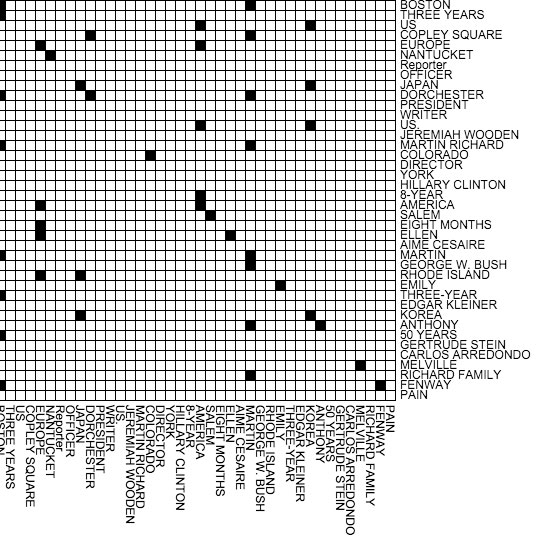 BOSTON
THREE YEARS
US
COPLEY SQUARE
EUROPE
NANTUCKET
Reporter
OFFICER
JAPAN
DORCHESTER
PRESIDENT
WRITER
US.
JEREMIAH WOODEN
MARTIN RICHARD
COLORADO
DIRECTOR
YORK
HILLARY CLINTON
8-YEAR
AMERICA
SALEM
EIGHT MONTHS
ELLEN
AIME CESAIRE
MARTIN
GEORGE W. BUSH
RHODE ISLAND
EMILY
THREE-YEAR
EDGAR KLEINER
KOREA
ANTHONY
50 YEARS
GERTRUDE STEIN
CARLOS ARREDONDO
MELVILLE
RICHARD FAMILY
FENWAY
PAIN
BOSTON
THREE YEARS
US
COPLEY SQUARE
EUROPE
NANTUCKET
Reporter
OFFICER
JAPAN
DORCHESTER
PRESIDENT
WRITER
US.
JEREMIAH WOODEN
MARTIN RICHARD
COLORADO
DIRECTOR
YORK
HILLARY CLINTON
8-YEAR
AMERICA
SALEM
EIGHT MONTHS
ELLEN
AIME CESAIRE
MARTIN
GEORGE W. BUSH
RHODE ISLAND
EMILY
THREE-YEAR
EDGAR KLEINER
KOREA
ANTHONY
50 YEARS
GERTRUDE STEIN
CARLOS ARREDONDO
MELVILLE
RICHARD FAMILY
FENWAY
PAIN